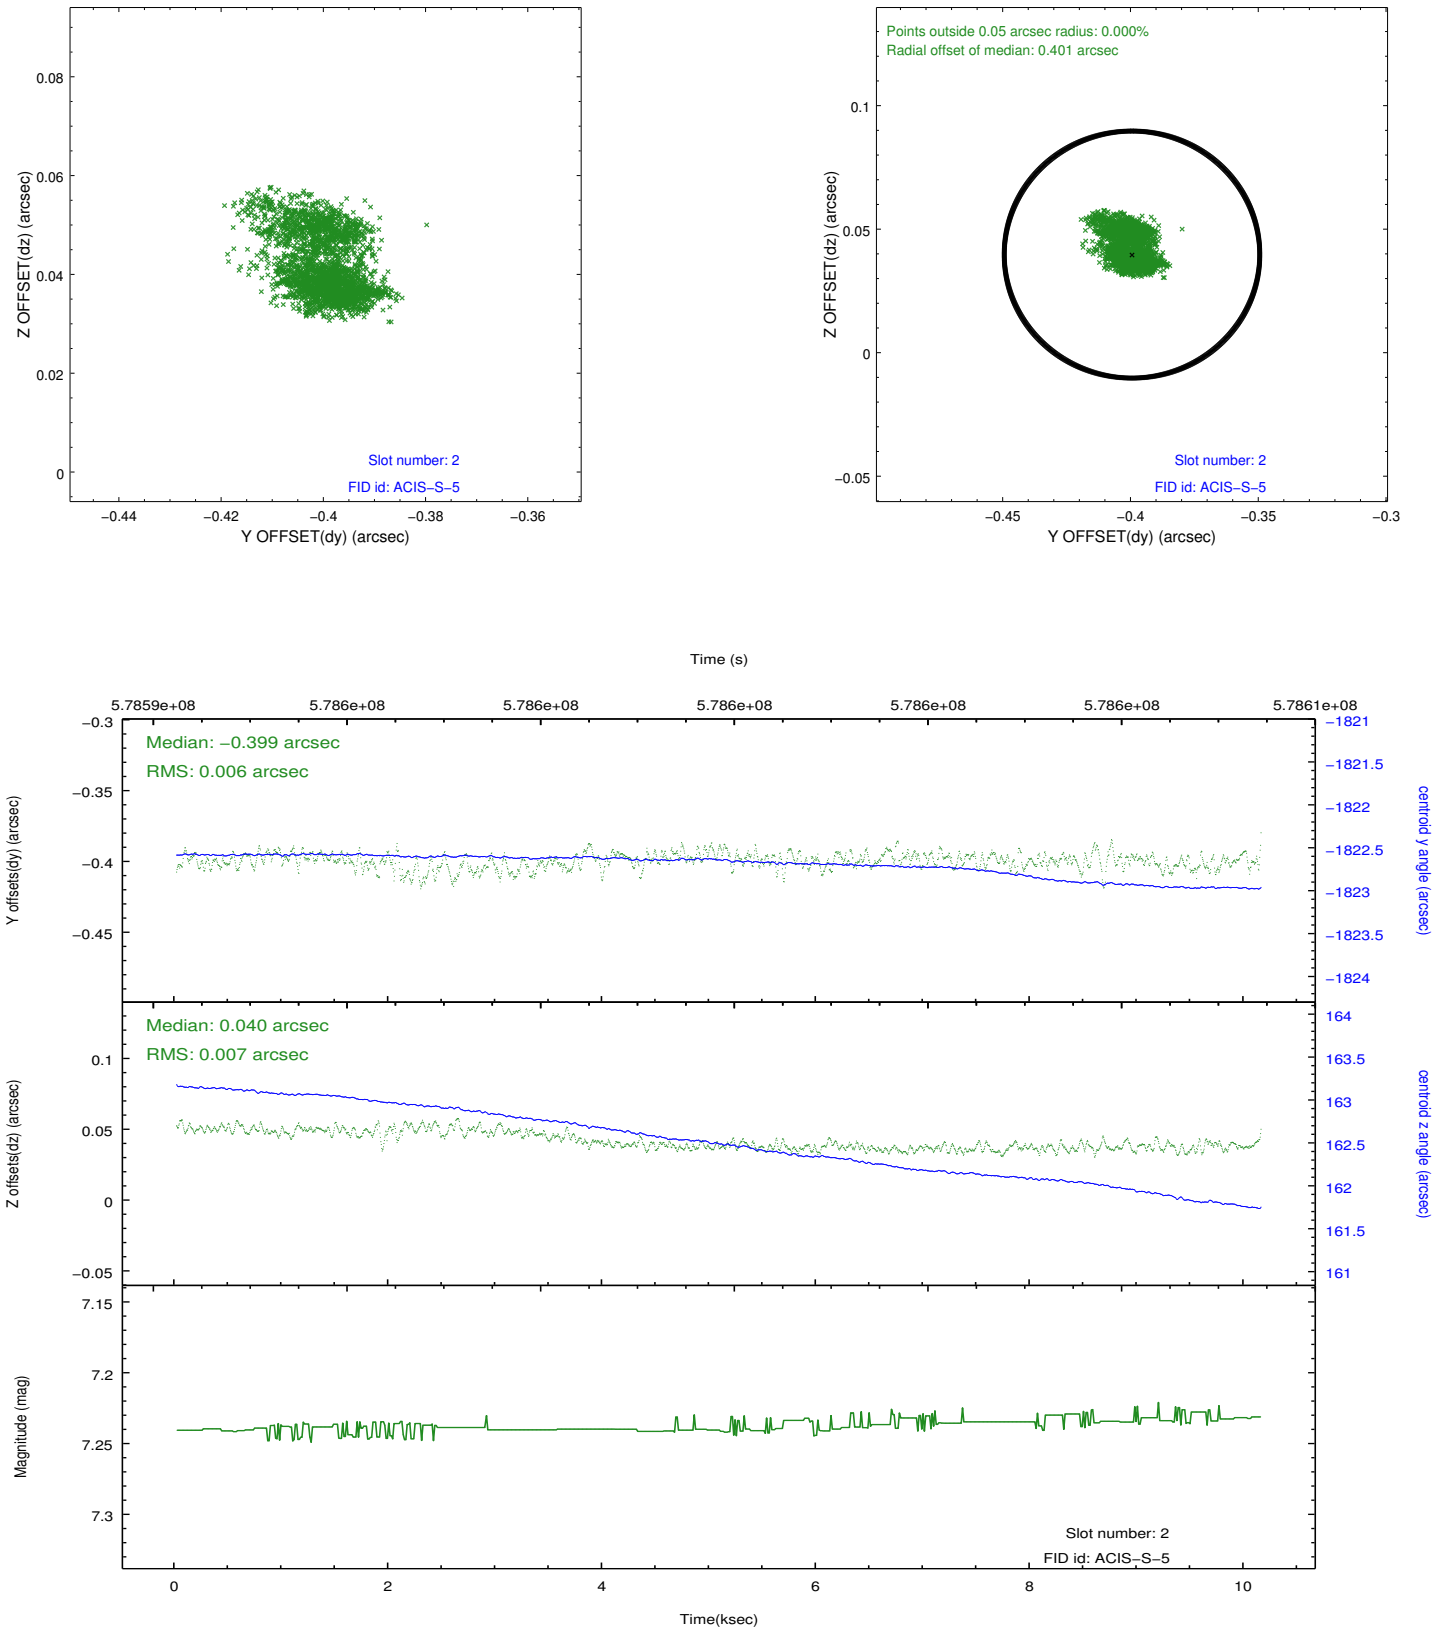 0.08
0.06
0.04
0.02
0
Z OFFSET(dz) (arcsec)
Slot number: 2
FID id: ACIS−S−5
−0.44
−0.42
−0.4
−0.38
−0.36
Y OFFSET(dy) (arcsec)
Points outside 0.05 arcsec radius: 0.000%
Radial offset of median: 0.401 arcsec
0.1
0.05
0
−0.05
Z OFFSET(dz) (arcsec)
Slot number: 2
FID id: ACIS−S−5
−0.45
−0.4
−0.35
−0.3
Y OFFSET(dy) (arcsec)
Time (s)
5.7859e+08
5.786e+08
5.786e+08
5.786e+08
5.786e+08
5.786e+08
5.7861e+08
Median: −0.399 arcsec
RMS: 0.006 arcsec
−0.3
−0.35
−0.4
−0.45
Y offsets(dy) (arcsec)
−1821
−1821.5
−1822
−1822.5
−1823
−1823.5
−1824
centroid y angle (arcsec)
Median: 0.040 arcsec
RMS: 0.007 arcsec
0.1
0.05
0
−0.05
Z offsets(dz) (arcsec)
164
163.5
163
162.5
162
161.5
161
centroid z angle (arcsec)
7.15
7.2
7.25
7.3
Magnitude (mag)
Slot number: 2
FID id: ACIS−S−5
0
2
4
6
8
10
Time(ksec)